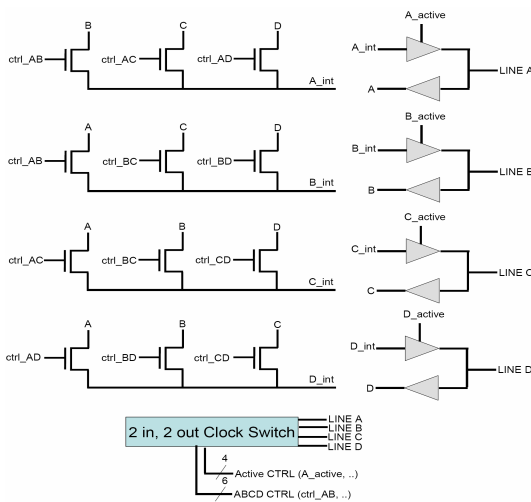 B C D A_active
ctrl_AB ctrl_AC ctrl_AD A_int LINE A
A_int A
A C D B_active
ctrl_AB ctrl_BC ctrl_BD B_int LINE B
B_int B
A B D C_active
ctrl_AC ctrl_BC ctrl_CD C_int LINE C
C_int C
A B C D_active
ctrl_AD ctrl_BD ctrl_CD D_int LINE D
D_int D
2 in, 2 out Clock Switch
LINE A
LINE B
LINE C
LINE D
4
Active CTRL (A_active, ..)
6
ABCD CTRL (ctrl_AB, ..)